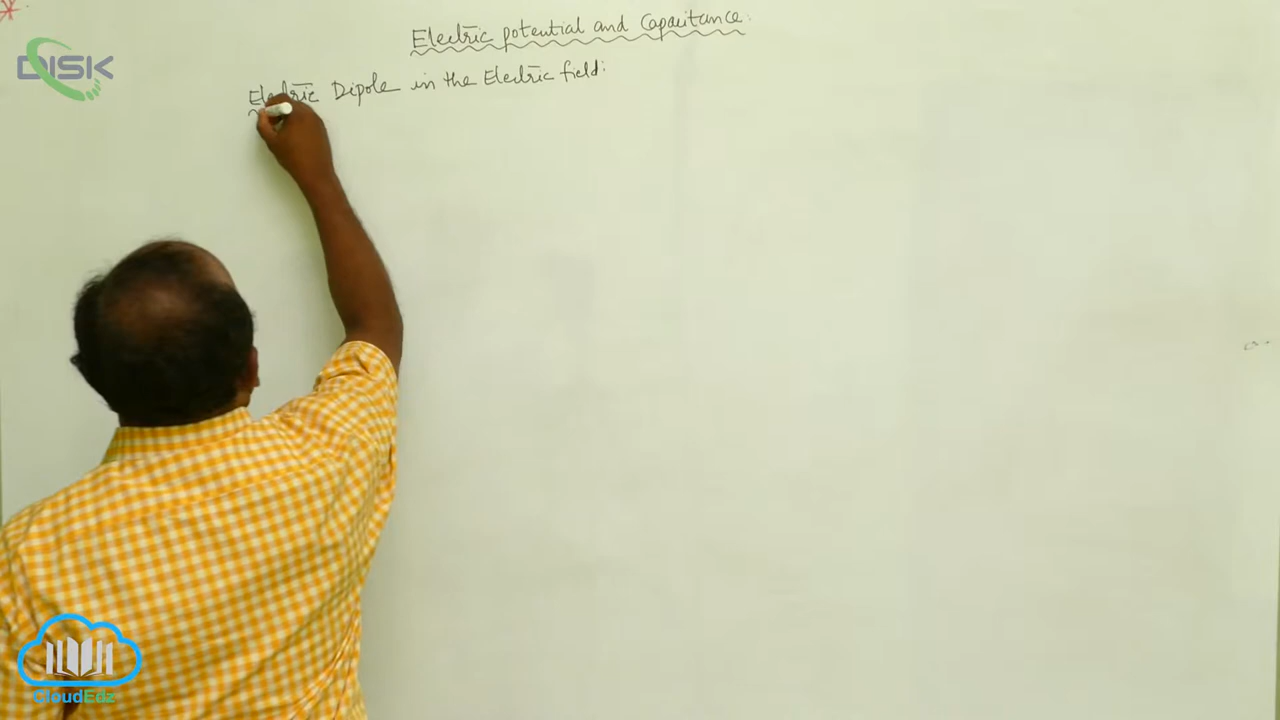 Electric potential and Capacitance:
DISK
Electric Dipole in the Electric field:
CloudEdz